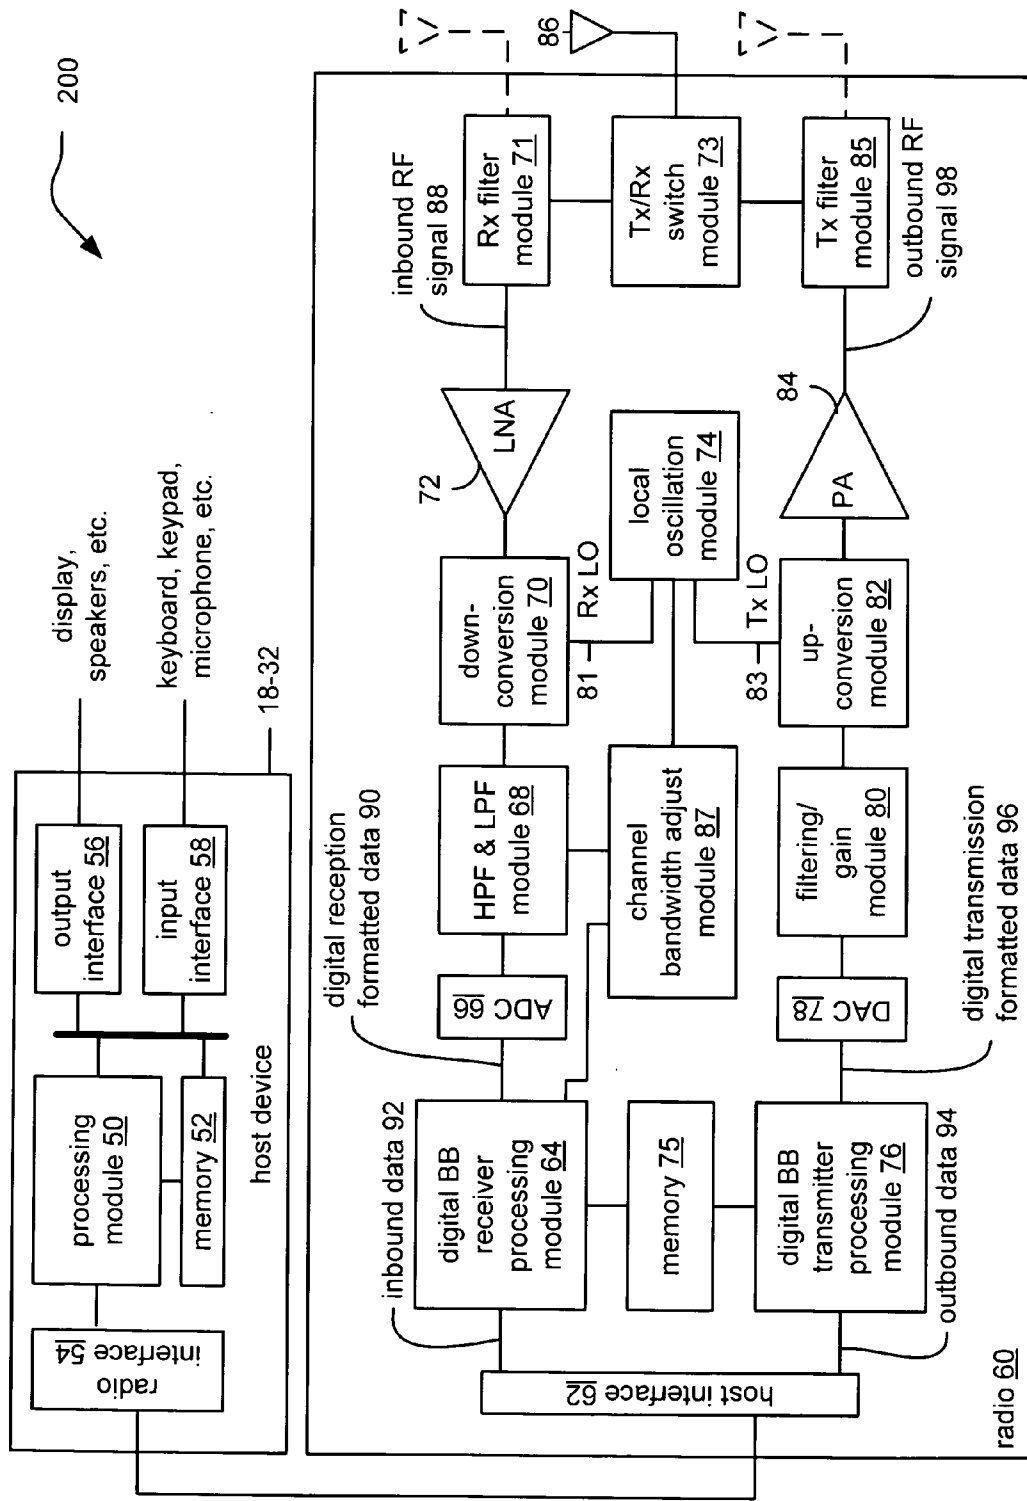 200
display,
speakers, etc.
keyboard, keypad,
microphone, etc.
18-32
output
interface 56
input
interface 58
processing
module 50
memory 52
radio
interface 54
host device
86
Rx filter
module 71
Tx/Rx
switch
module 73
Tx filter
module 85
inbound RF
signal 88
outbound RF
signal 98
72
LNA
84
PA
local
oscillation
module 74
down-
conversion
module 70
81
Rx LO
83
Tx LO
up-
conversion
module 82
HPF & LPF
module 68
channel
bandwidth adjust
module 87
filtering/
gain
module 80
digital reception
formatted data 90
ADC 66
DAC 78
digital transmission
formatted data 96
digital BB
receiver
processing
module 64
memory 75
digital BB
transmitter
processing
module 76
inbound data 92
outbound data 94
host interface 62
radio 60